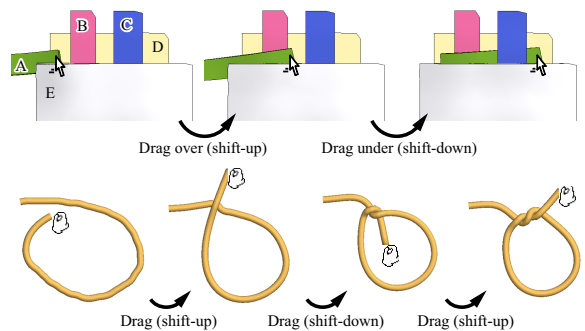 B
C
D
A
E
Drag over (shift-up)
Drag under (shift-down)
Drag (shift-up)
Drag (shift-down)
Drag (shift-up)